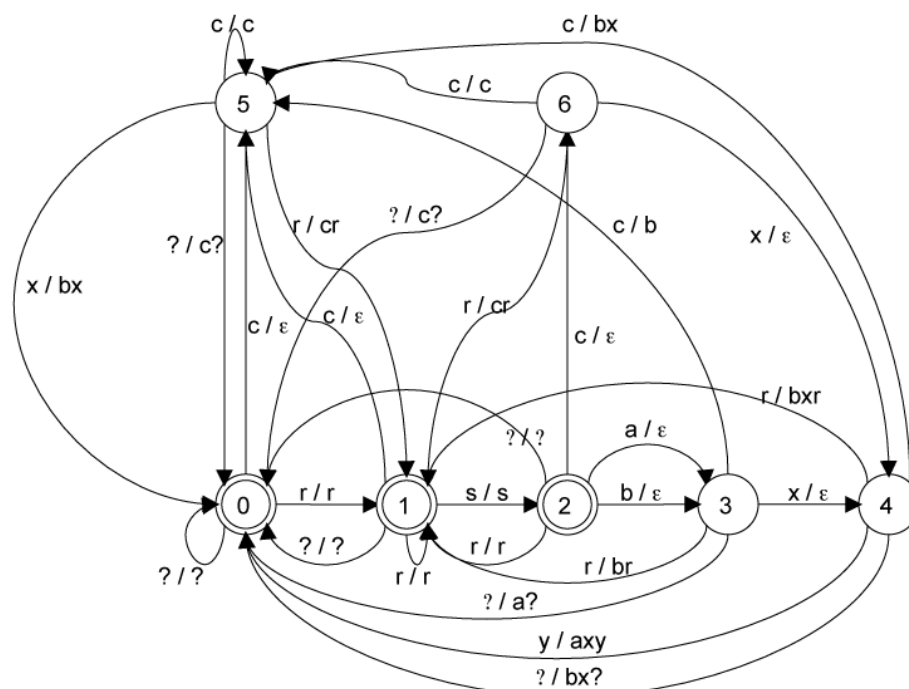 c / c
c / bx
c / c
5
6
? / c?
r / cr
c / b
? / c?
x / ε
x / bx
r / cr
c / ε
c / ε
c / ε
r / bxr
? / ?
a / ε
0
r / r
1
s / s
2
b / ε
3
x / ε
4
? / ?
r / r
? / ?
r / r
r / br
? / a?
y / axy
? / bx?